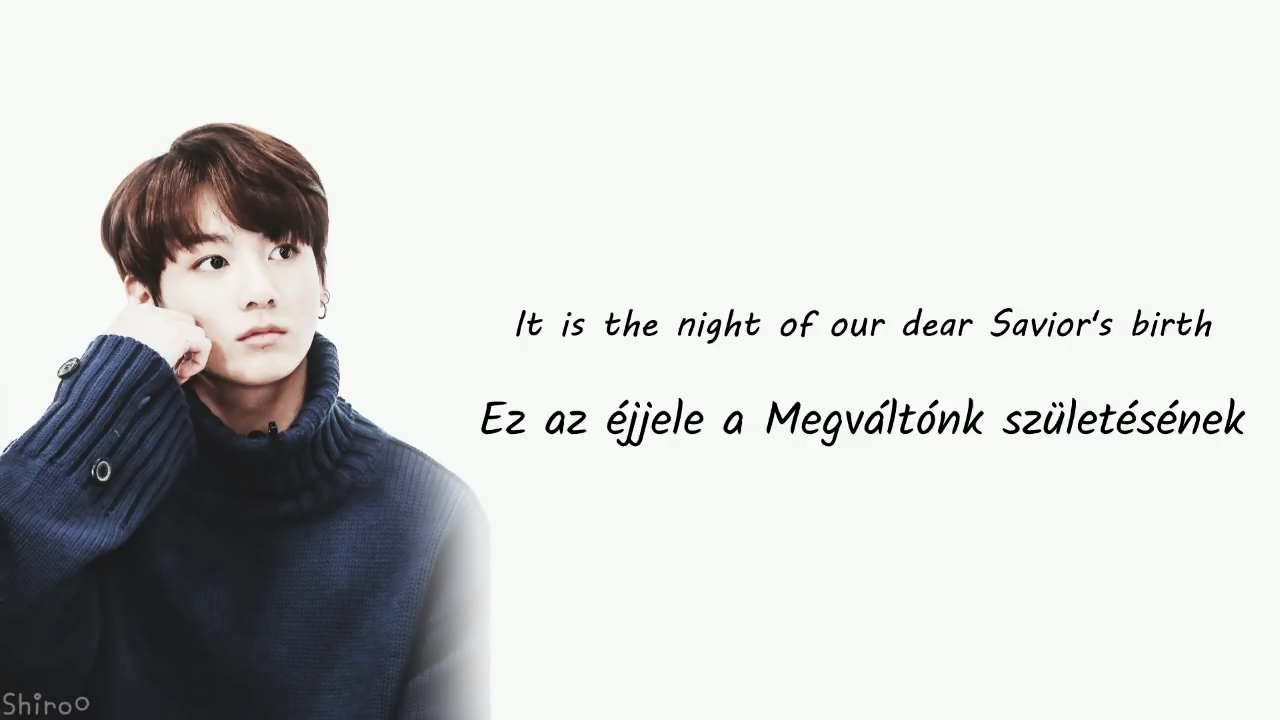 It is the night of our dear Savior's birth
Ez az éjjele a Megváltónk születésének
Shiroo